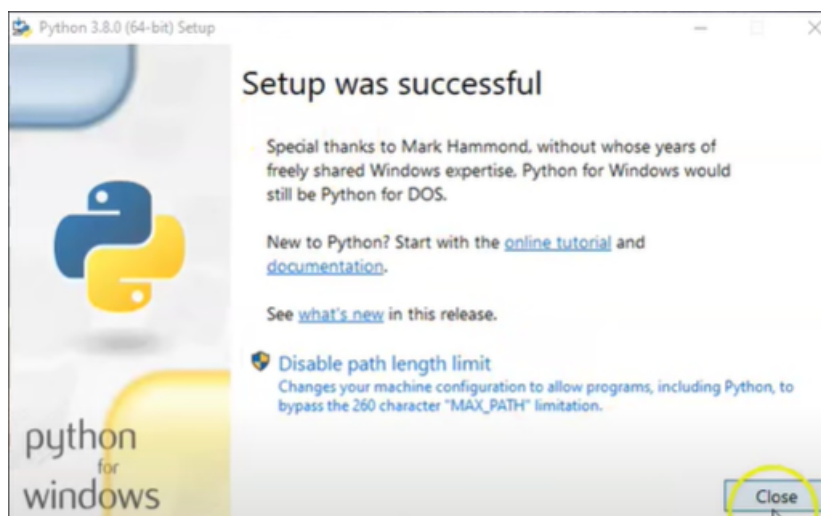 Python 3.8.0 (64-bit) Setup
Setup was successful
Special thanks to Mark Hammond, without whose years of
freely shared Windows expertise, Python for Windows would
still be Python for DOS.
New to Python? Start with the online tutorial and
documentation.
See what's new in this release.
Disable path length limit
Changes your machine configuration to allow programs, including Python, to
bypass the 260 character "MAX_PATH" limitation.
python
for
windows
Close